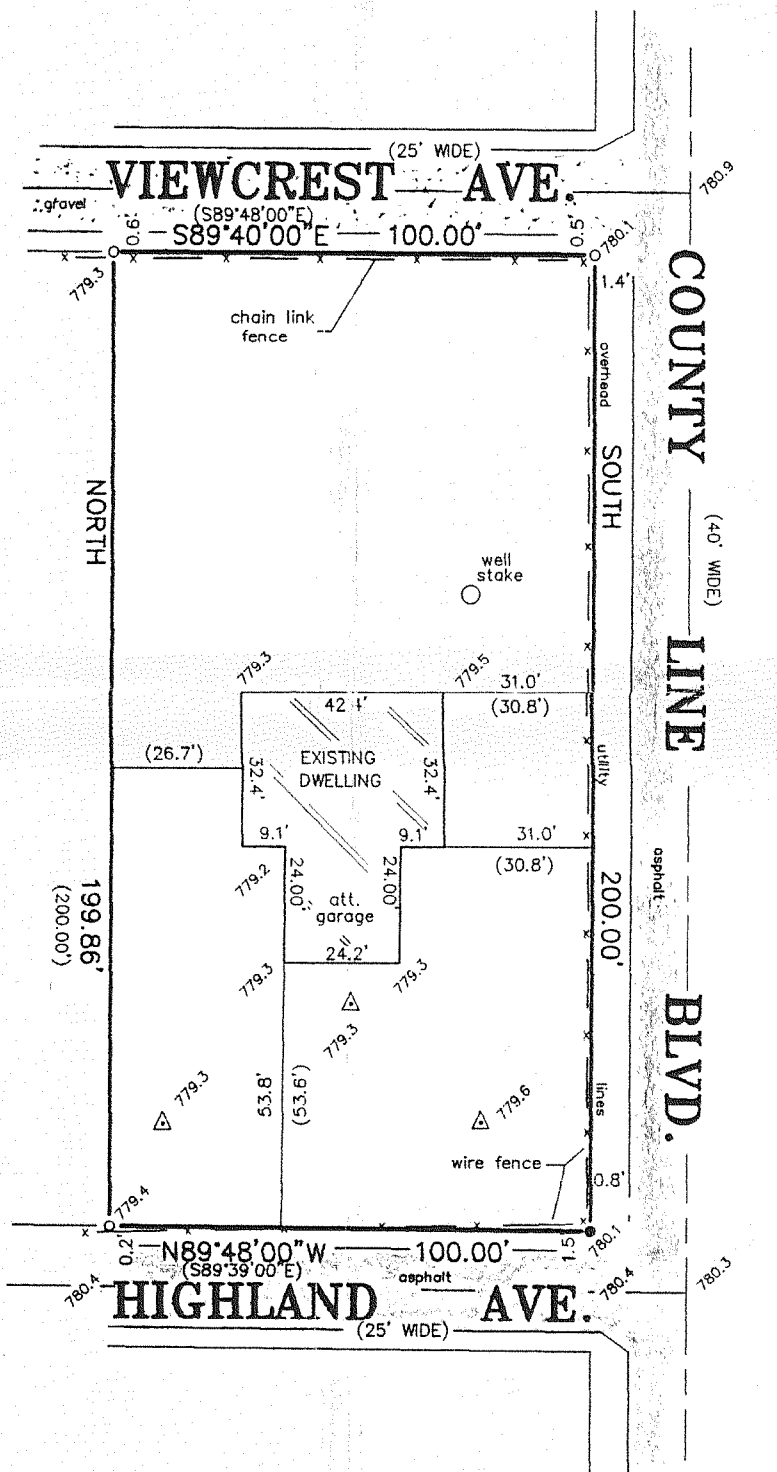 (25' WIDE)
VIEWCREST AVE.
780.9
gravel
(S89°48'00"E)
S89°40'00"E 100.00'
0.6'
0.5'
780.1
779.3
1.4'
chain link
fence
COUNTY LINE BLVD.
(40' WIDE)
overhead utility lines
SOUTH 200.00'
NORTH 199.86'
(200.00')
well
stake
779.3
779.5
31.0'
(30.8')
(26.7')
EXISTING
DWELLING
32.4'
32.4'
9.1'
9.1'
31.0'
(30.8')
asphalt
779.2
24.00'
24.00'
att.
garage
24.2'
779.3
779.3
779.3
779.3
779.6
53.8'
(53.6')
wire fence
0.8'
779.4
780.1
0.2'
N89°48'00"W 100.00'
1.5'
(S89°39'00"E)
asphalt
780.4
780.4
780.3
HIGHLAND AVE.
(25' WIDE)